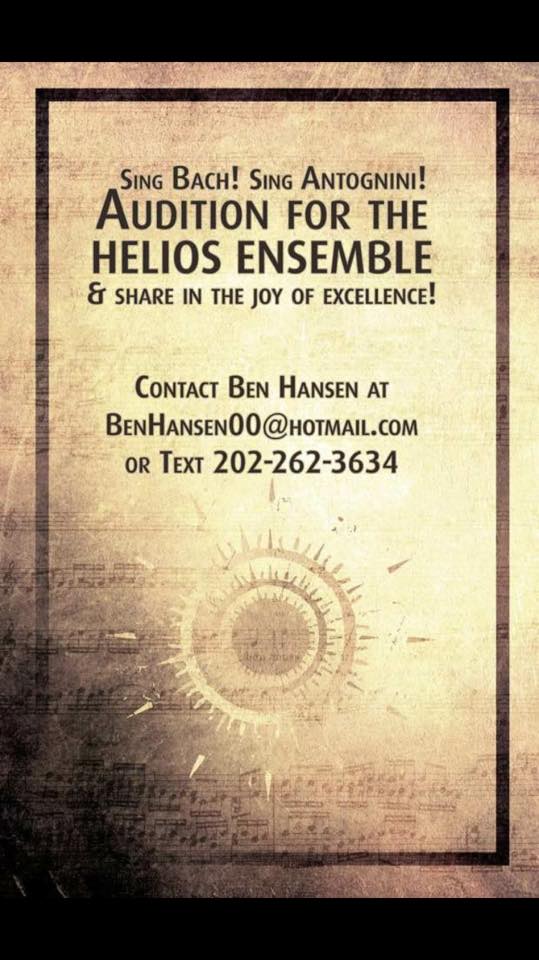 Sing Bach! Sing Antognini!
Audition for the
HELIOS ENSEMBLE
& share in the joy of excellence!
Contact Ben Hansen at
BenHansen00@hotmail.com
or Text 202-262-3634